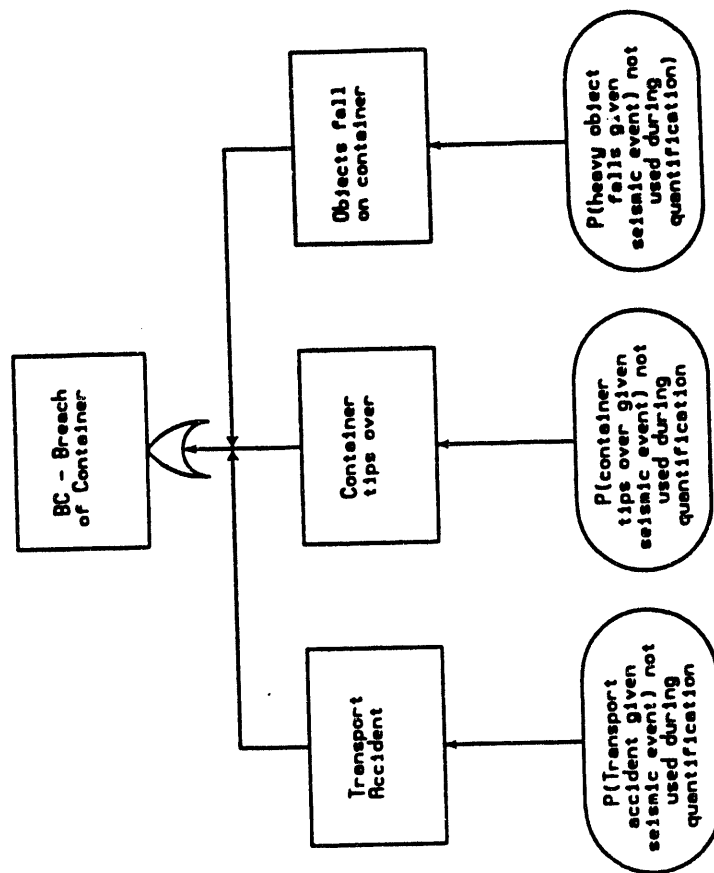 BC - Breach
of Container
Transport
Accident
Container
tips over
Objects fall
on container
P(Transport
accident given
seismic event) not
used during
quantification
P(container
tips over given
seismic event) not
used during
quantification
P(heavy object
falls given
seismic event) not
used during
quantification)